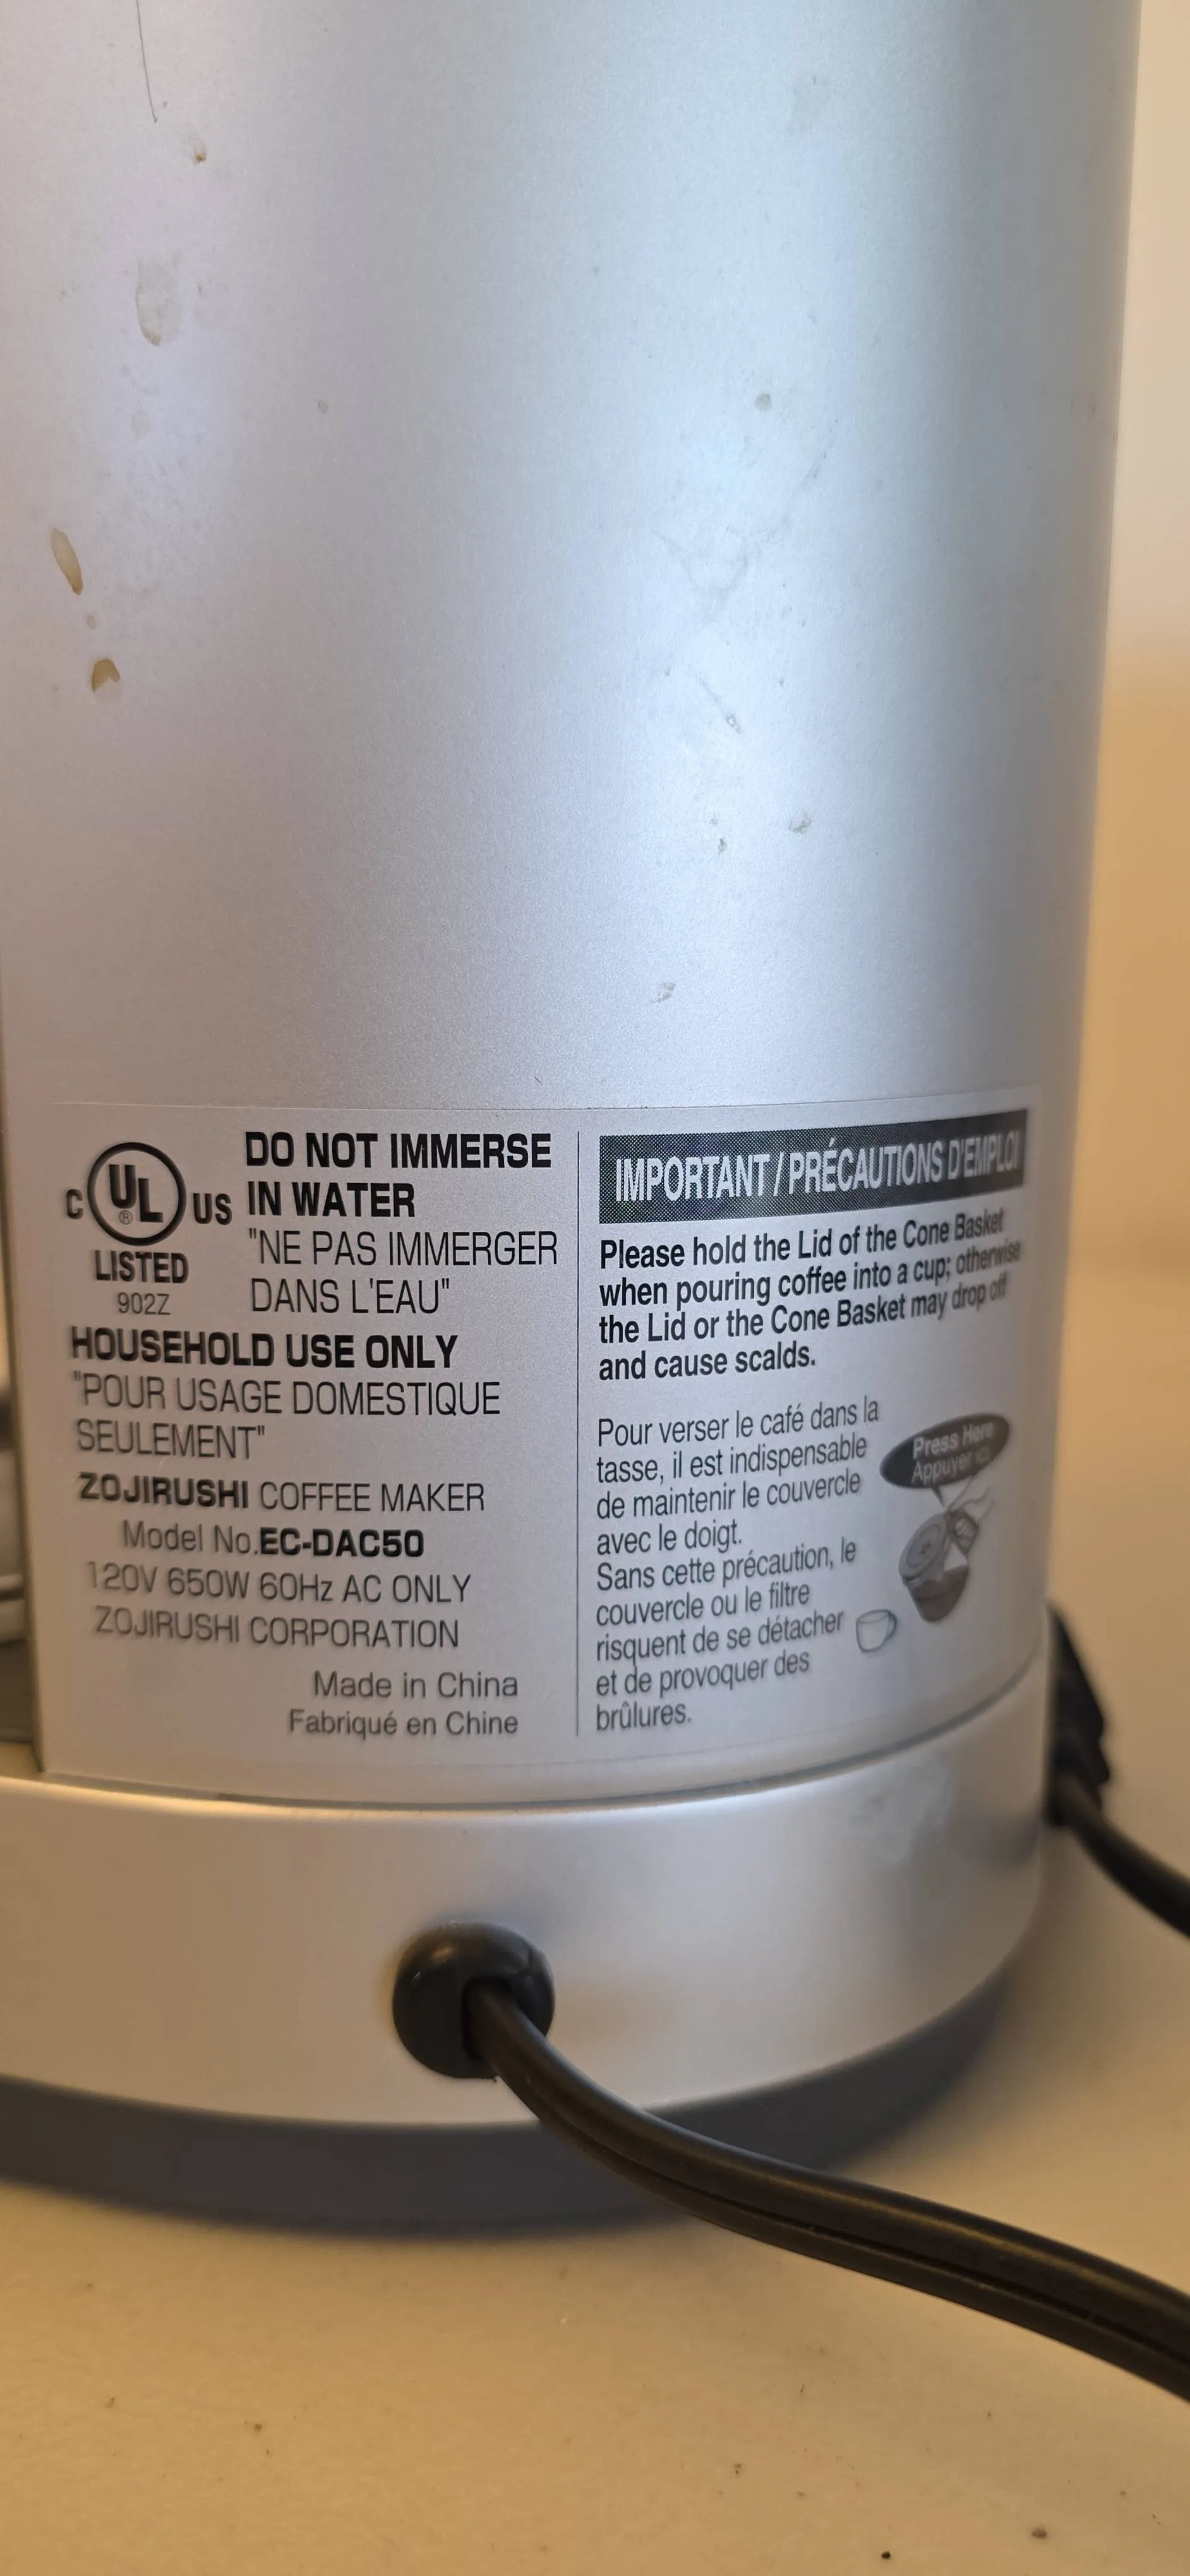 C UL ® US
LISTED
902Z
DO NOT IMMERSE
IN WATER
"NE PAS IMMERGER
DANS L'EAU"
HOUSEHOLD USE ONLY
"POUR USAGE DOMESTIQUE
SEULEMENT"
ZOJIRUSHI COFFEE MAKER
Model No.EC-DAC50
120V 650W 60Hz AC ONLY
ZOJIRUSHI CORPORATION
Made in China
Fabriqué en Chine
IMPORTANT / PRÉCAUTIONS D'EMPLOI
Please hold the Lid of the Cone Basket
when pouring coffee into a cup; otherwise
the Lid or the Cone Basket may drop off
and cause scalds.
Pour verser le café dans la
tasse, il est indispensable
de maintenir le couvercle
avec le doigt.
Sans cette précaution, le
couvercle ou le filtre
risquent de se détacher
et de provoquer des
brûlures.
Press Here
Appuyer ici